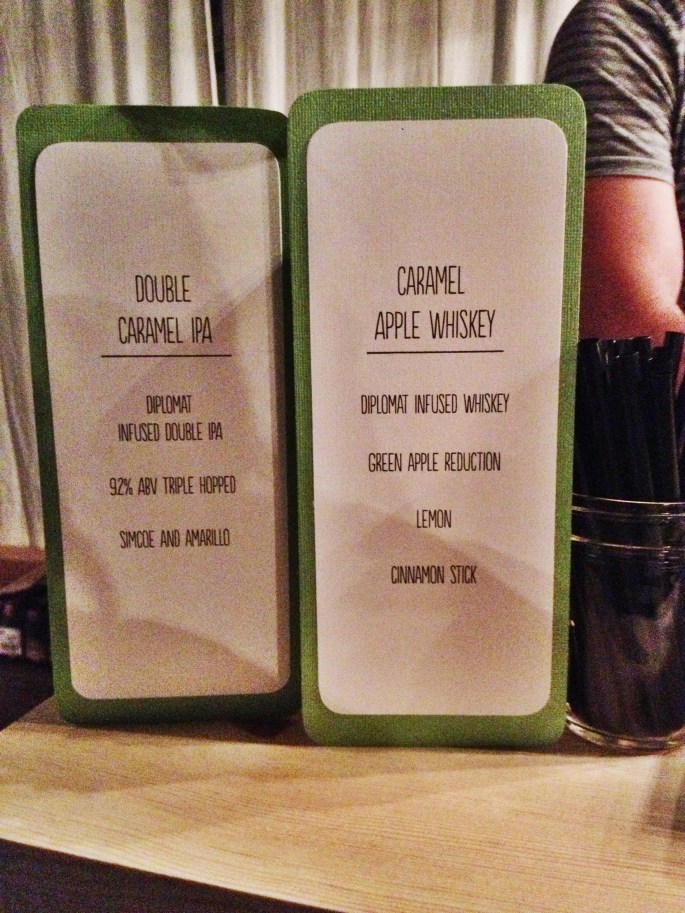 DOUBLE
CARAMEL IPA
DIPLOMAT
INFUSED DOUBLE IPA
9.2% ABV TRIPLE HOPPED
SIMCOE AND AMARILLO
CARAMEL
APPLE WHISKEY
DIPLOMAT INFUSED WHISKEY
GREEN APPLE REDUCTION
LEMON
CINNAMON STICK